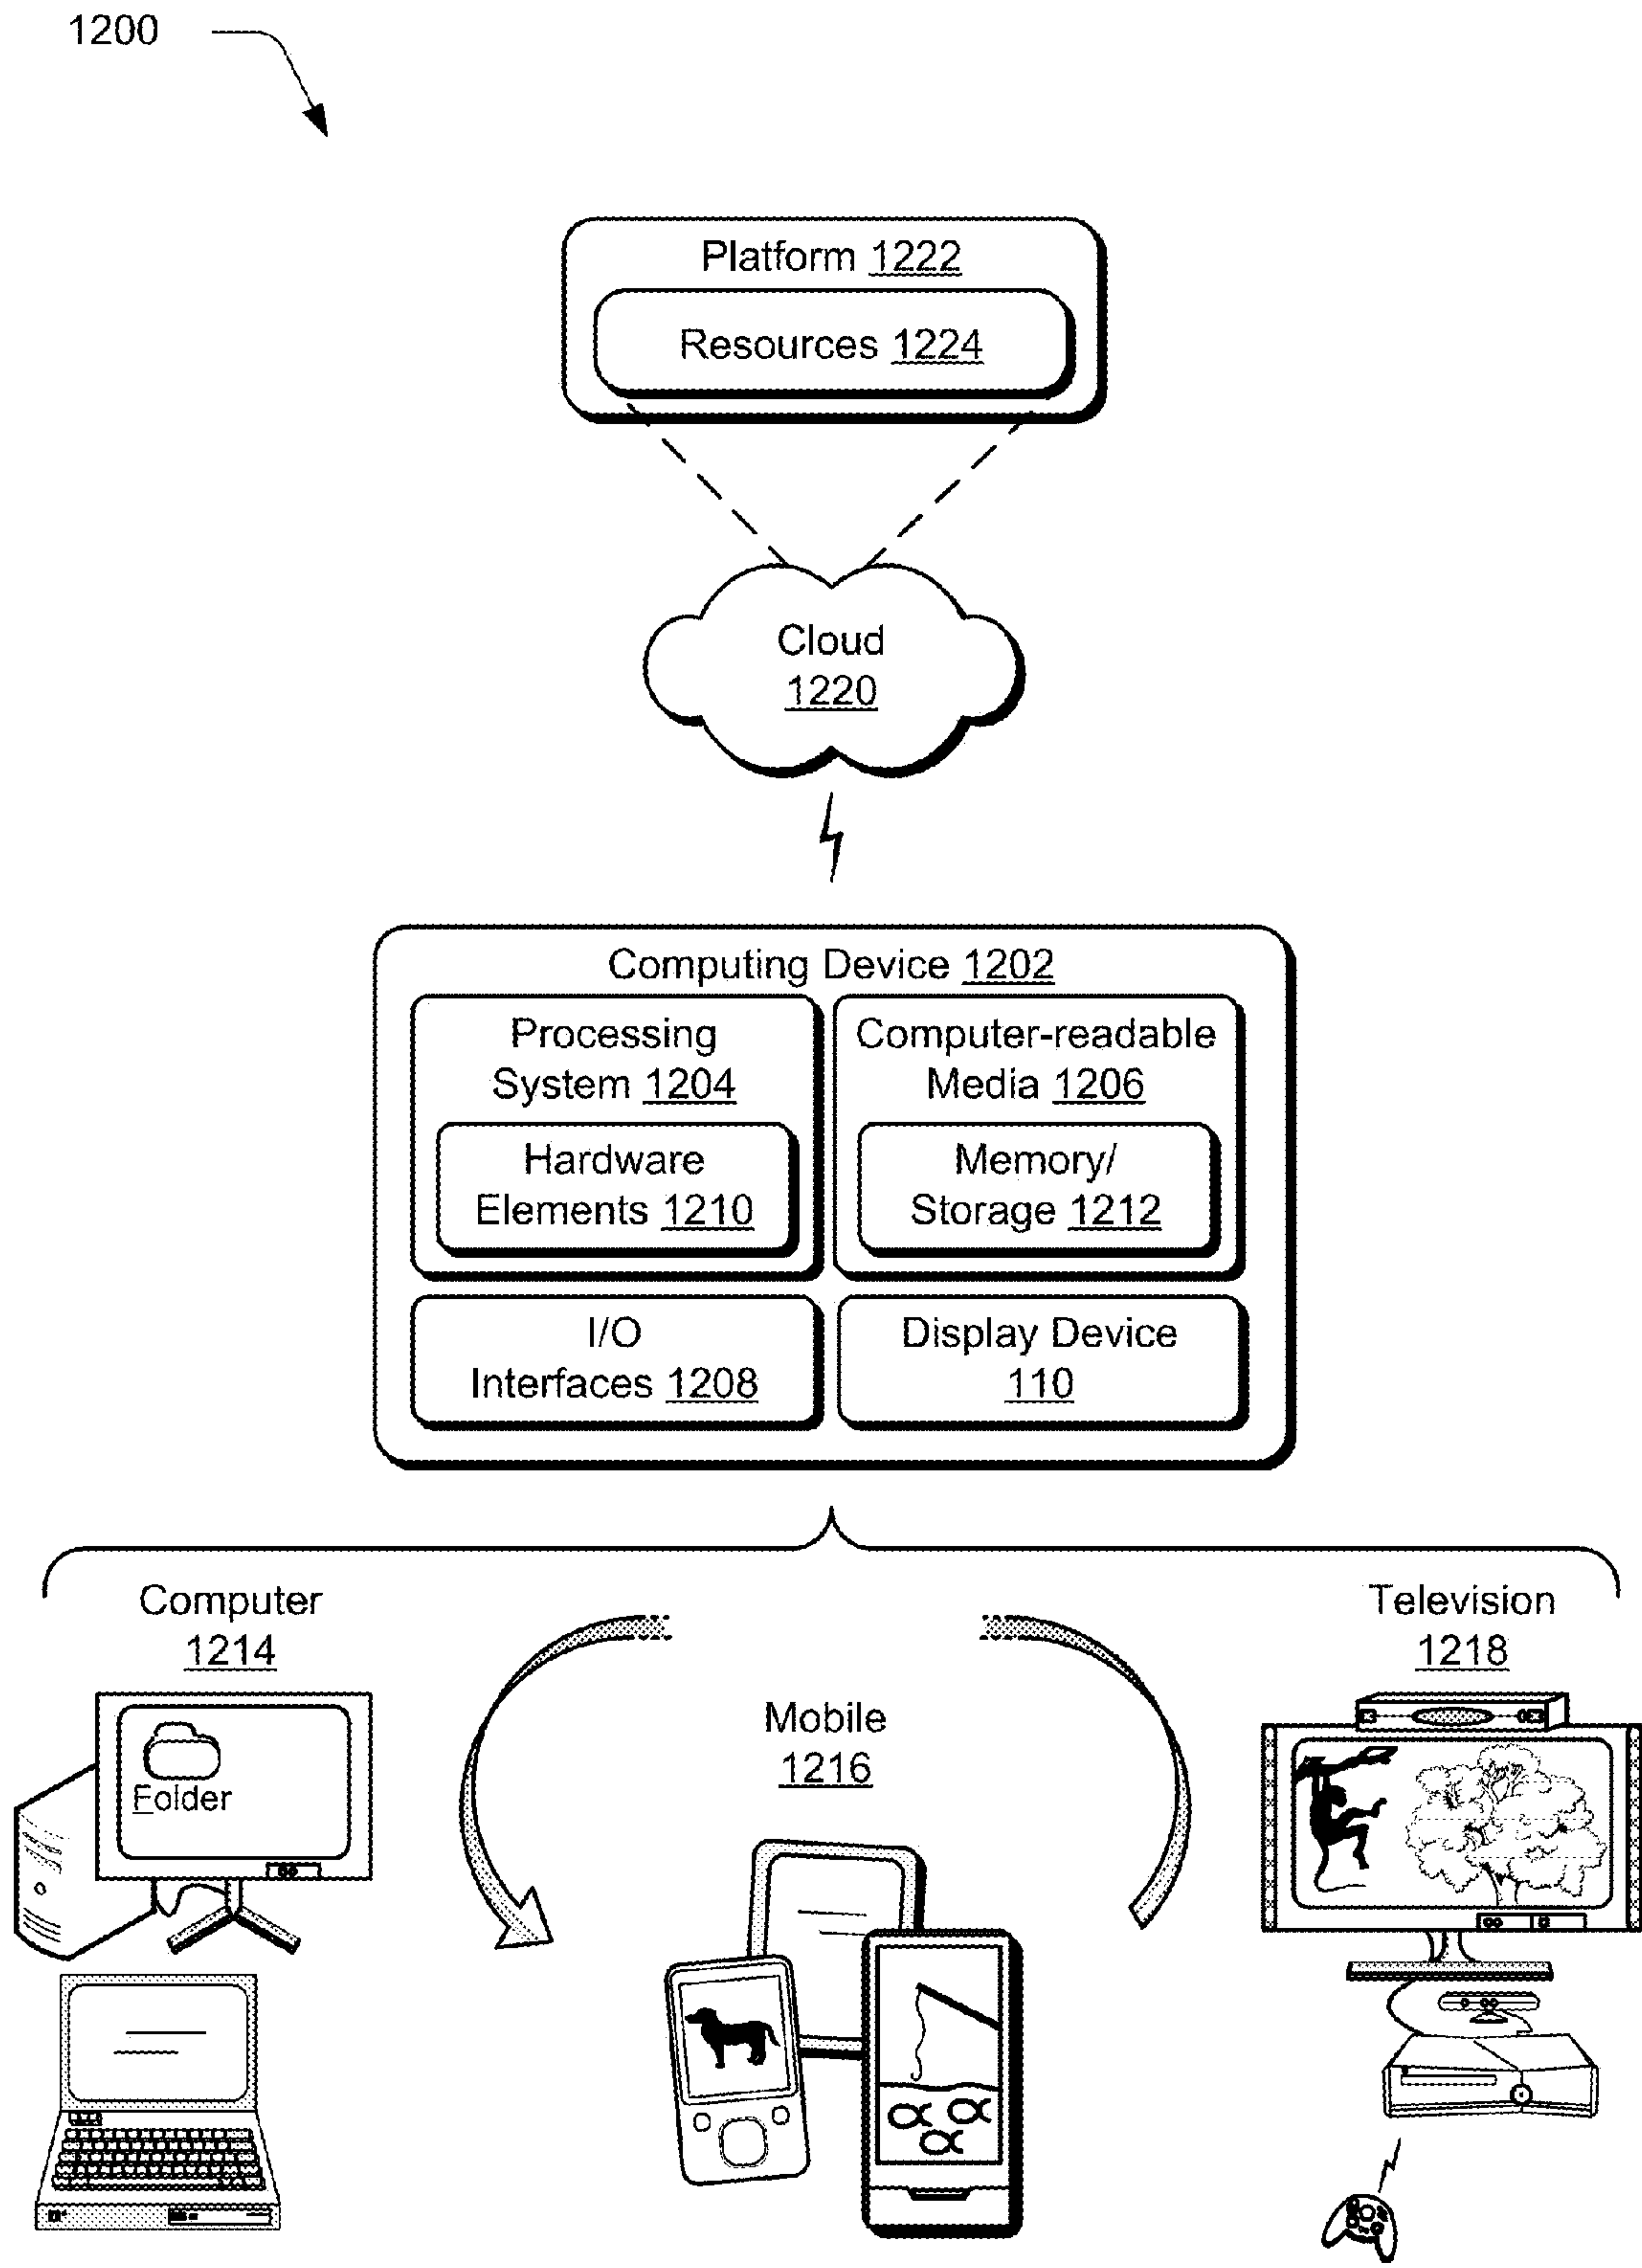 1200
Platform 1222
Resources 1224
Cloud
1220
Computing Device 1202
Processing
System 1204
Computer-readable
Media 1206
Hardware
Elements 1210
Memory/
Storage 1212
I/O
Interfaces 1208
Display Device
110
Computer
1214
Television
1218
Mobile
1216
Folder